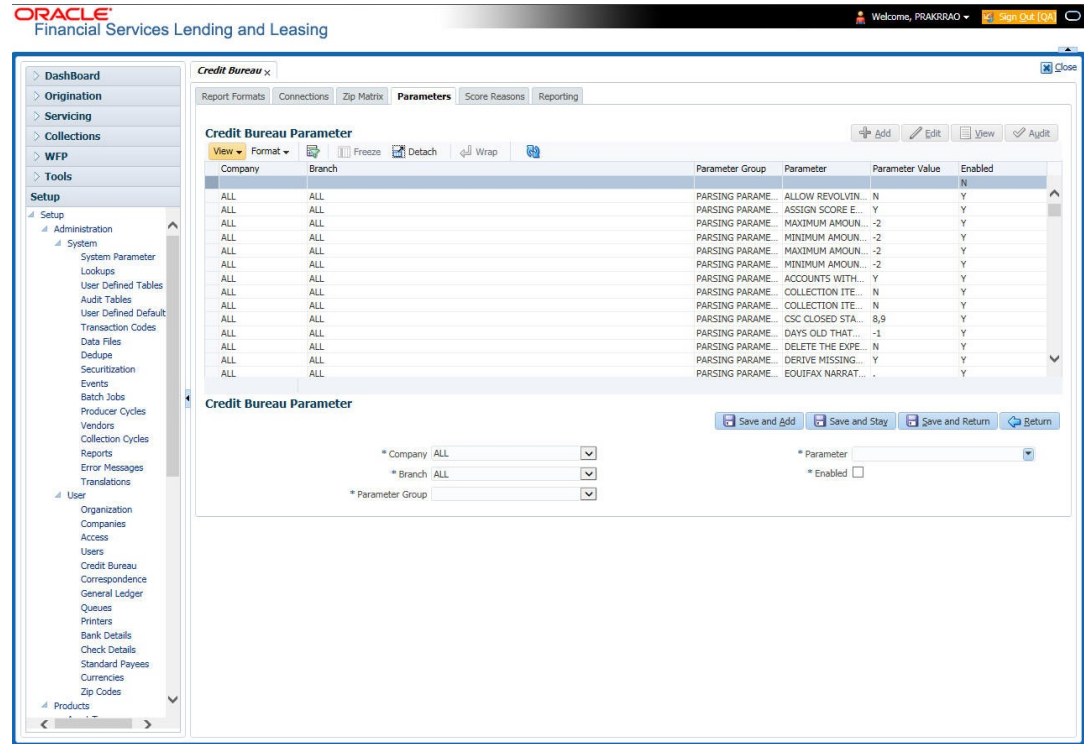 ORACLE
Financial Services Lending and Leasing
Welcome, PRAKRRAO
Sign Out [QA]
DashBoard
Origination
Servicing
Collections
WFP
Tools
Setup
Setup
Administration
System
System Parameter
Lookups
User Defined Tables
Audit Tables
User Defined Default
Transaction Codes
Data Files
Dedupe
Securitization
Events
Batch Jobs
Producer Cycles
Vendors
Collection Cycles
Reports
Error Messages
Translations
User
Organization
Companies
Access
Users
Credit Bureau
Correspondence
General Ledger
Queues
Printers
Bank Details
Check Details
Standard Payees
Currencies
Zip Codes
Products
Credit Bureau X
Close
Report Formats Connections Zip Matrix Parameters Score Reasons Reporting
Credit Bureau Parameter
Add Edit View Audit
View Format Freeze Detach Wrap
Company Branch Parameter Group Parameter Parameter Value Enabled
N
ALL ALL PARSING PARAME... ALLOW REVOLVIN... N Y
ALL ALL PARSING PARAME... ASSIGN SCORE E... Y Y
ALL ALL PARSING PARAME... MAXIMUM AMOUN... -2 Y
ALL ALL PARSING PARAME... MINIMUM AMOUN... -2 Y
ALL ALL PARSING PARAME... MAXIMUM AMOUN... -2 Y
ALL ALL PARSING PARAME... MINIMUM AMOUN... -2 Y
ALL ALL PARSING PARAME... ACCOUNTS WITH... Y Y
ALL ALL PARSING PARAME... COLLECTION ITE... N Y
ALL ALL PARSING PARAME... COLLECTION ITE... N Y
ALL ALL PARSING PARAME... CSC CLOSED STA... 8,9 Y
ALL ALL PARSING PARAME... DAYS OLD THAT... -1 Y
ALL ALL PARSING PARAME... DELETE THE EXPE... N Y
ALL ALL PARSING PARAME... DERIVE MISSING... Y Y
ALL ALL PARSING PARAME... EQUIFAX NARRAT... . Y
Credit Bureau Parameter
Save and Add Save and Stay Save and Return Return
* Company ALL
* Branch ALL
* Parameter Group
* Parameter
* Enabled